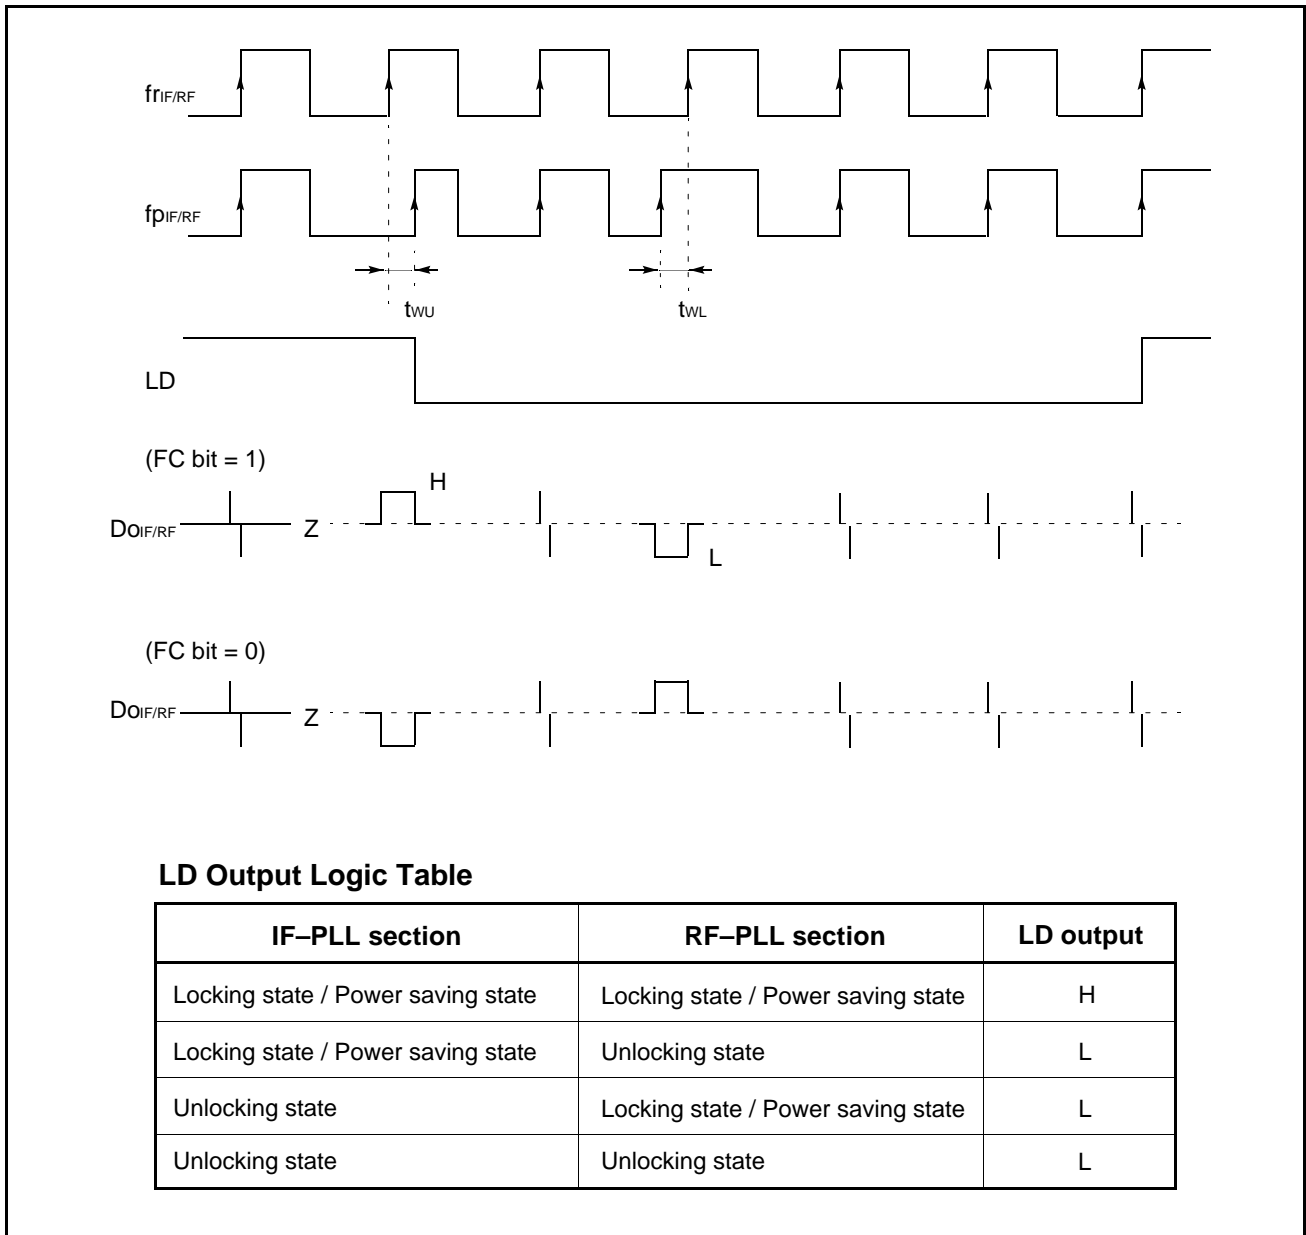 frIF/RF
fpIF/RF
tWU tWL
LD
(FC bit = 1)
H
DoIF/RF Z
L
(FC bit = 0)
DoIF/RF Z
LD Output Logic Table
IF–PLL section RF–PLL section LD output
Locking state / Power saving state Locking state / Power saving state H
Locking state / Power saving state Unlocking state L
Unlocking state Locking state / Power saving state L
Unlocking state Unlocking state L